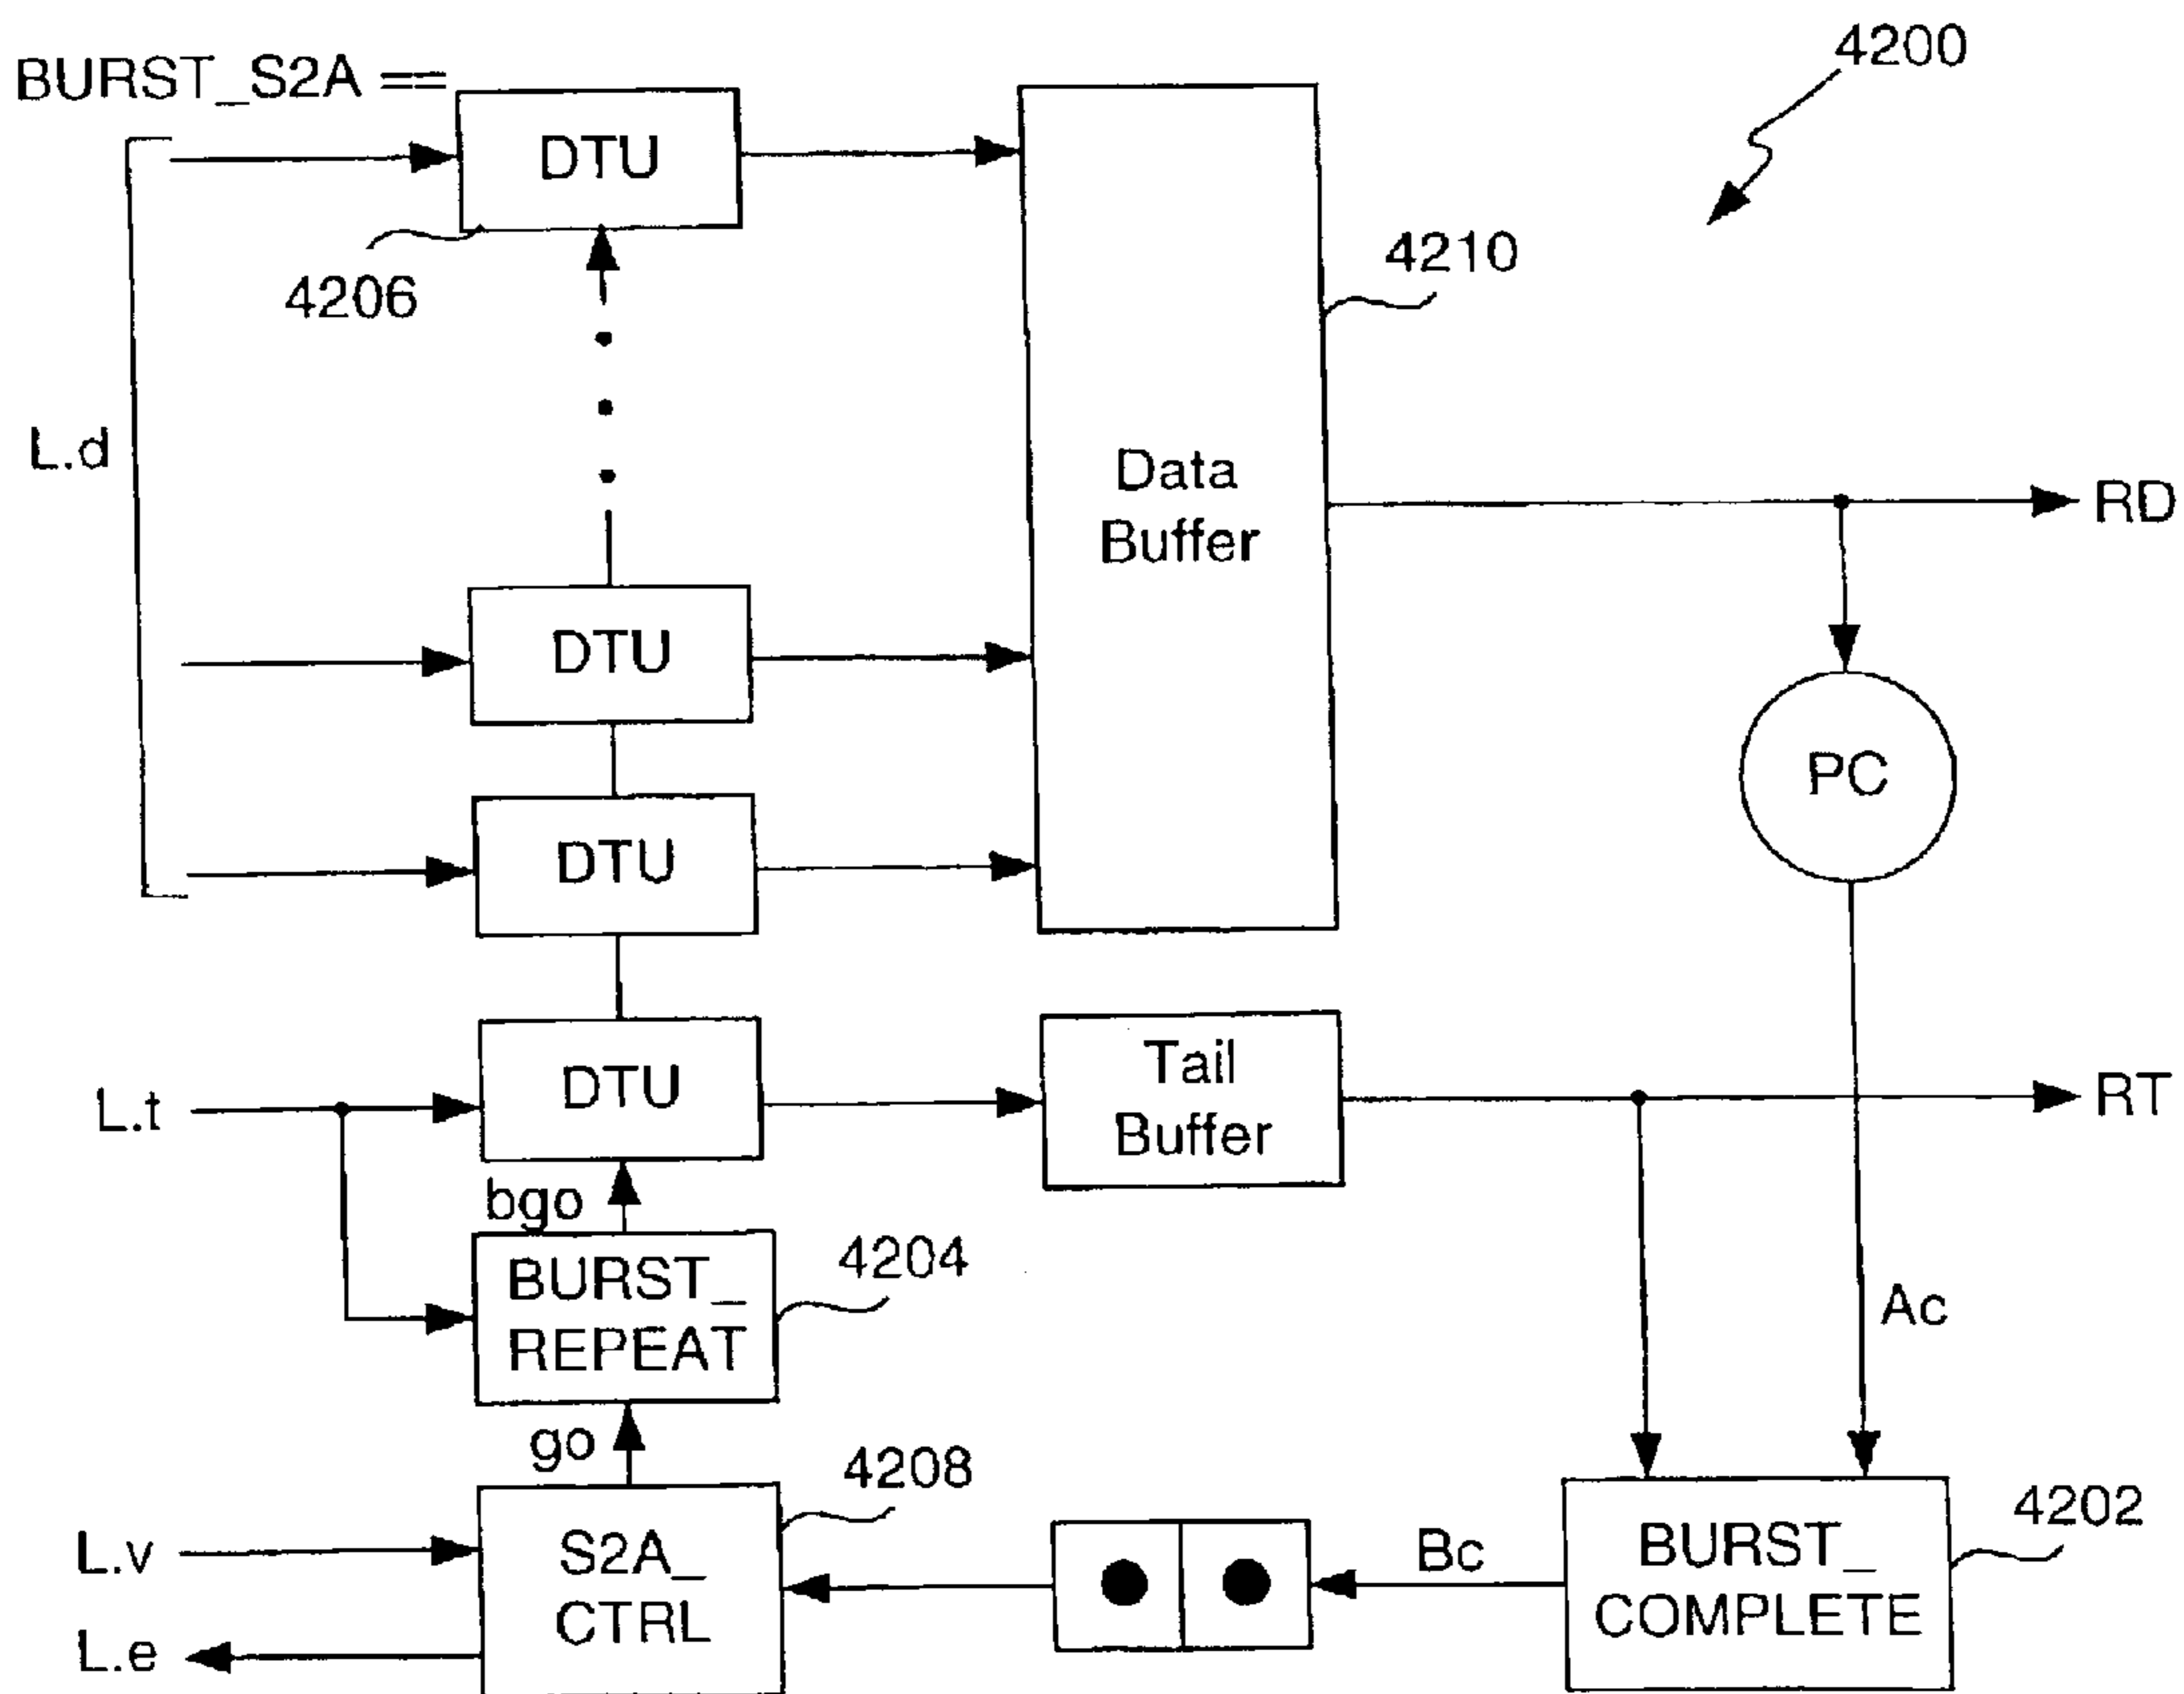 BURST_S2A ==
4200
DTU
4206
4210
L.d
Data
Buffer
RD
DTU
PC
DTU
L.t
DTU
Tail
Buffer
RT
bgo
BURST_
REPEAT
4204
Ac
go
4208
L.v
S2A_
CTRL
Bc
BURST_
COMPLETE
4202
L.e